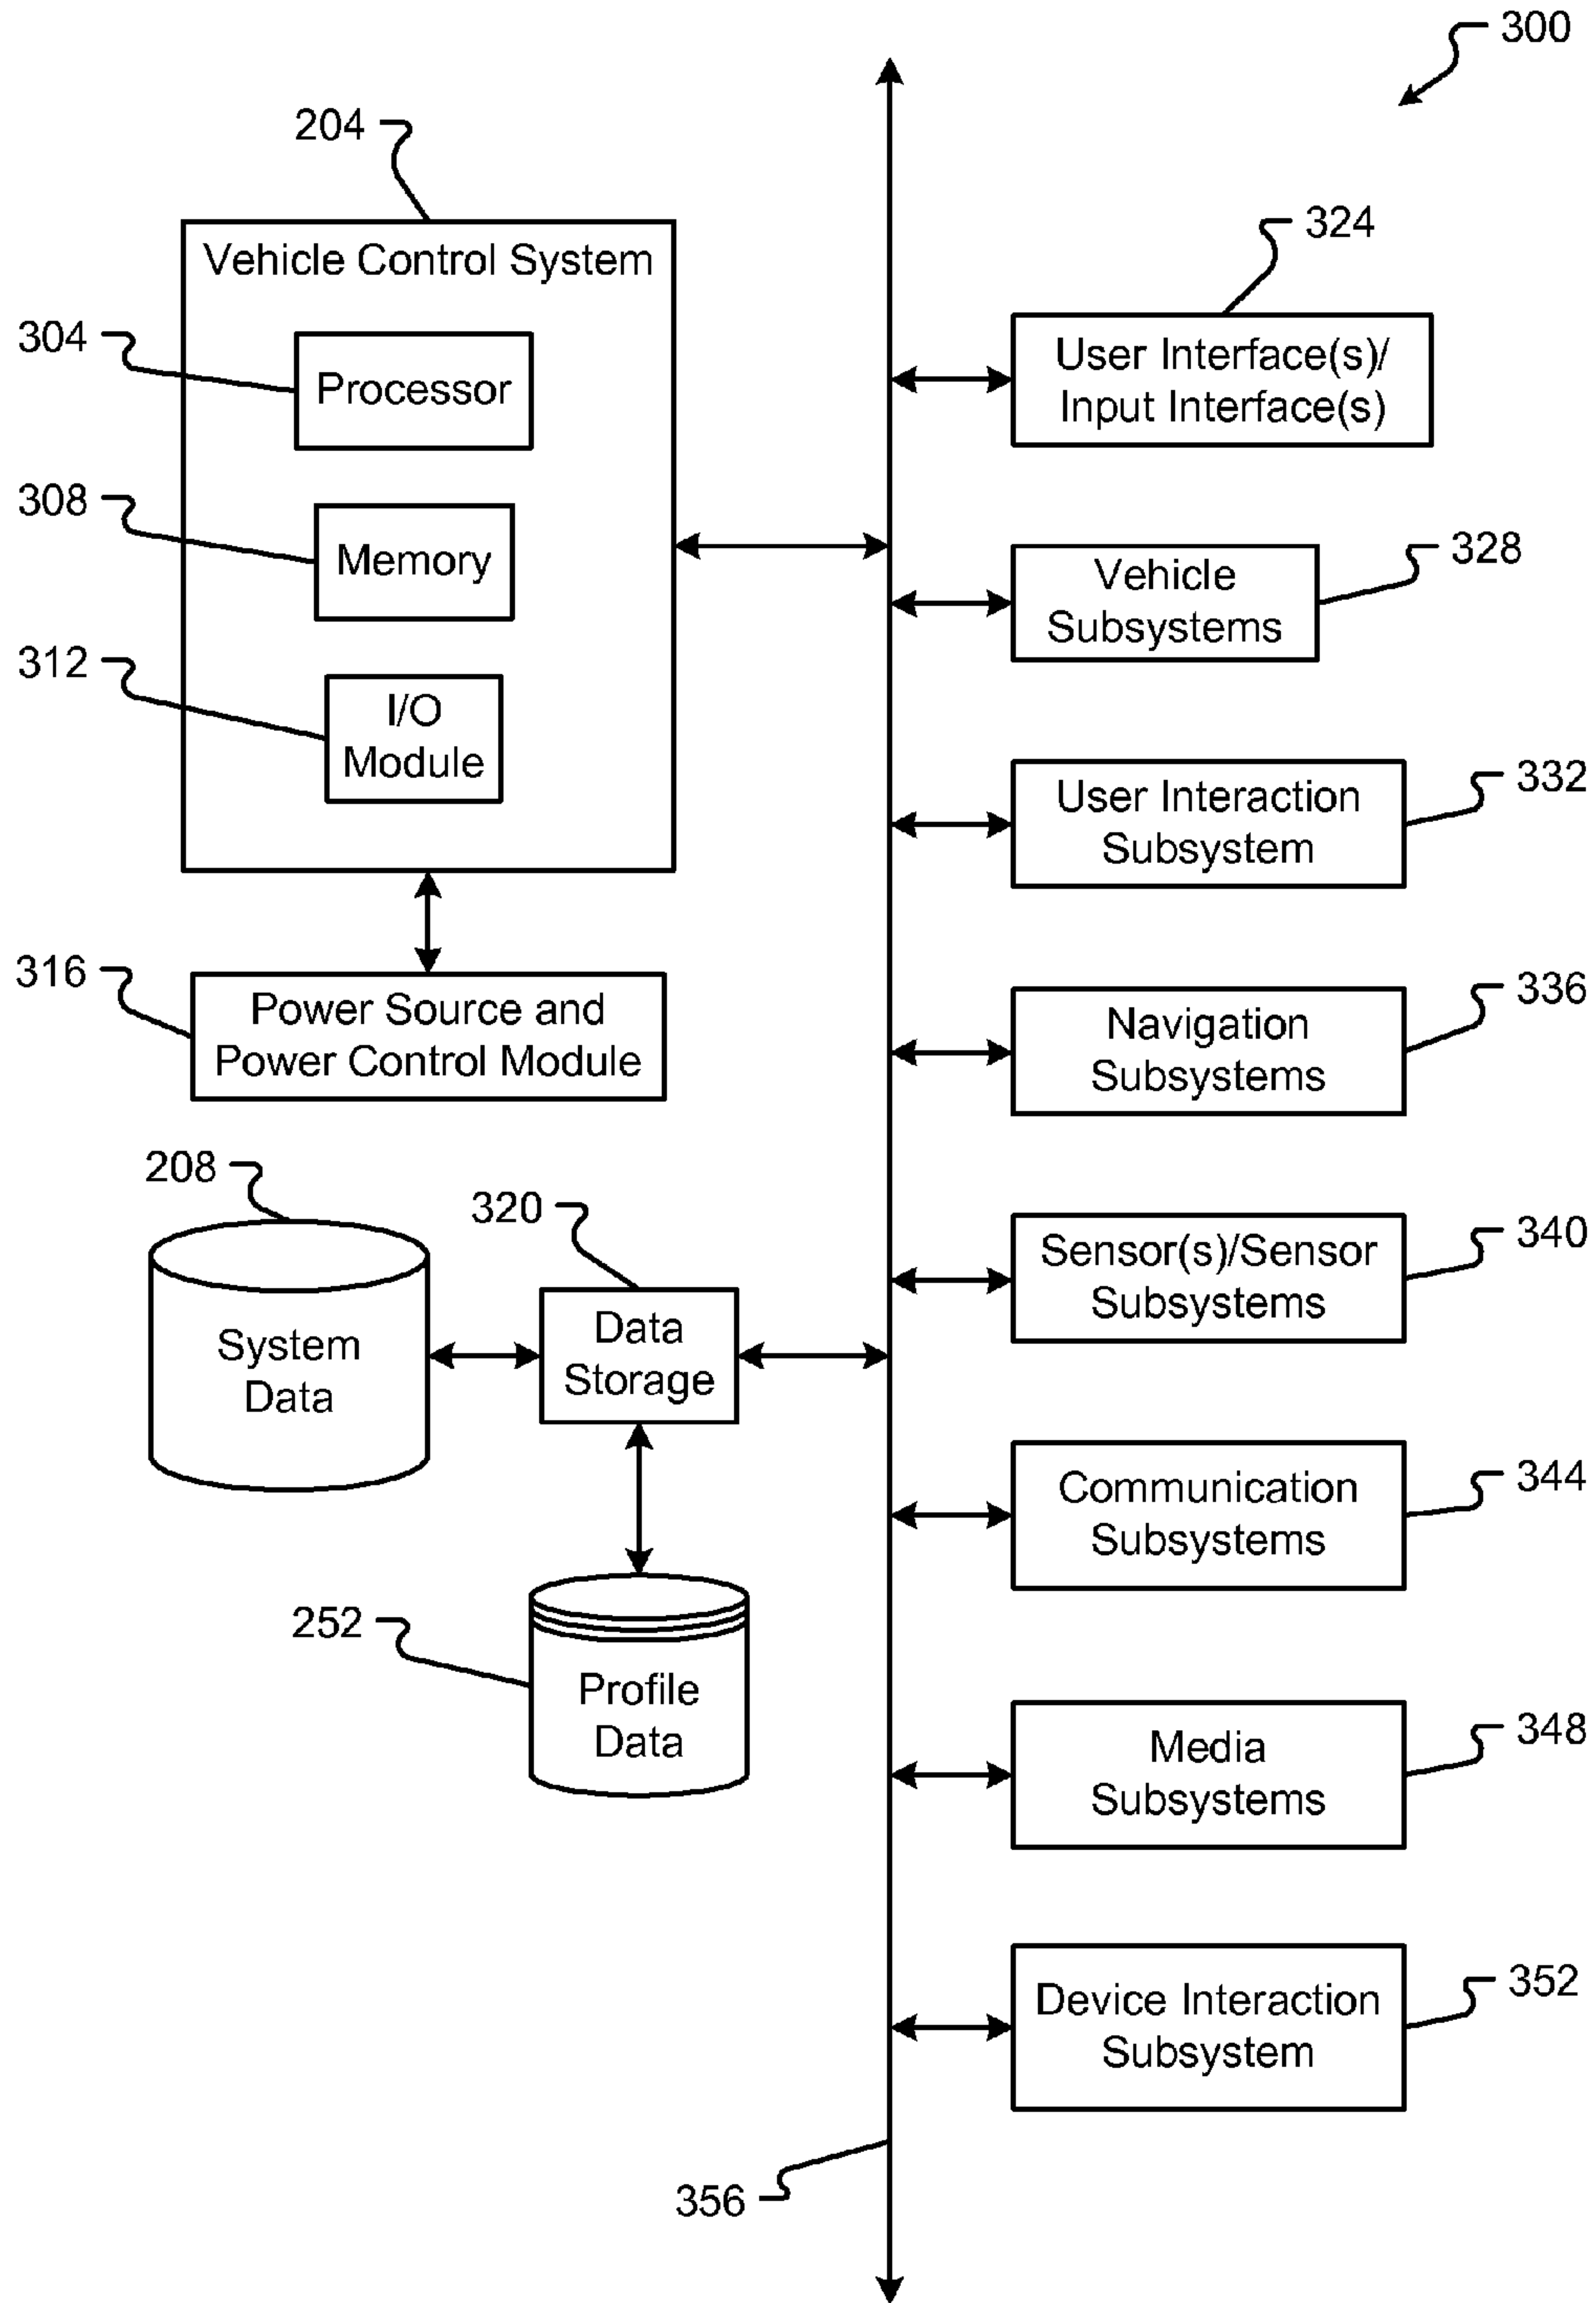 300
204
Vehicle Control System
304
Processor
308
Memory
312
I/O
Module
316
Power Source and
Power Control Module
208
System
Data
320
Data
Storage
252
Profile
Data
324
User Interface(s)/
Input Interface(s)
328
Vehicle
Subsystems
332
User Interaction
Subsystem
336
Navigation
Subsystems
340
Sensor(s)/Sensor
Subsystems
344
Communication
Subsystems
348
Media
Subsystems
352
Device Interaction
Subsystem
356